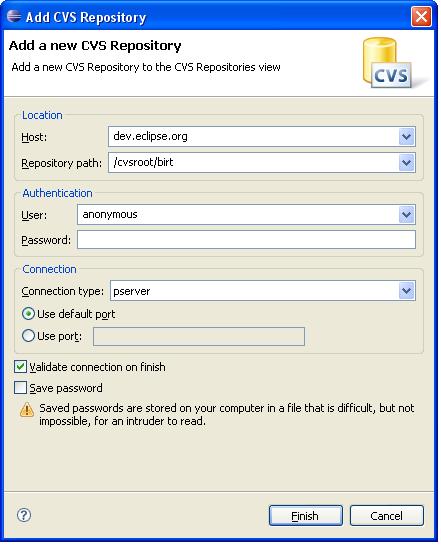 Add CVS Repository
Add a new CVS Repository
Add a new CVS Repository to the CVS Repositories view
CVS
Location
Host: dev.eclipse.org
Repository path: /cvsroot/birt
Authentication
User: anonymous
Password:
Connection
Connection type: pserver
Use default port
Use port:
Validate connection on finish
Save password
Saved passwords are stored on your computer in a file that is difficult, but not
impossible, for an intruder to read.
? Finish Cancel